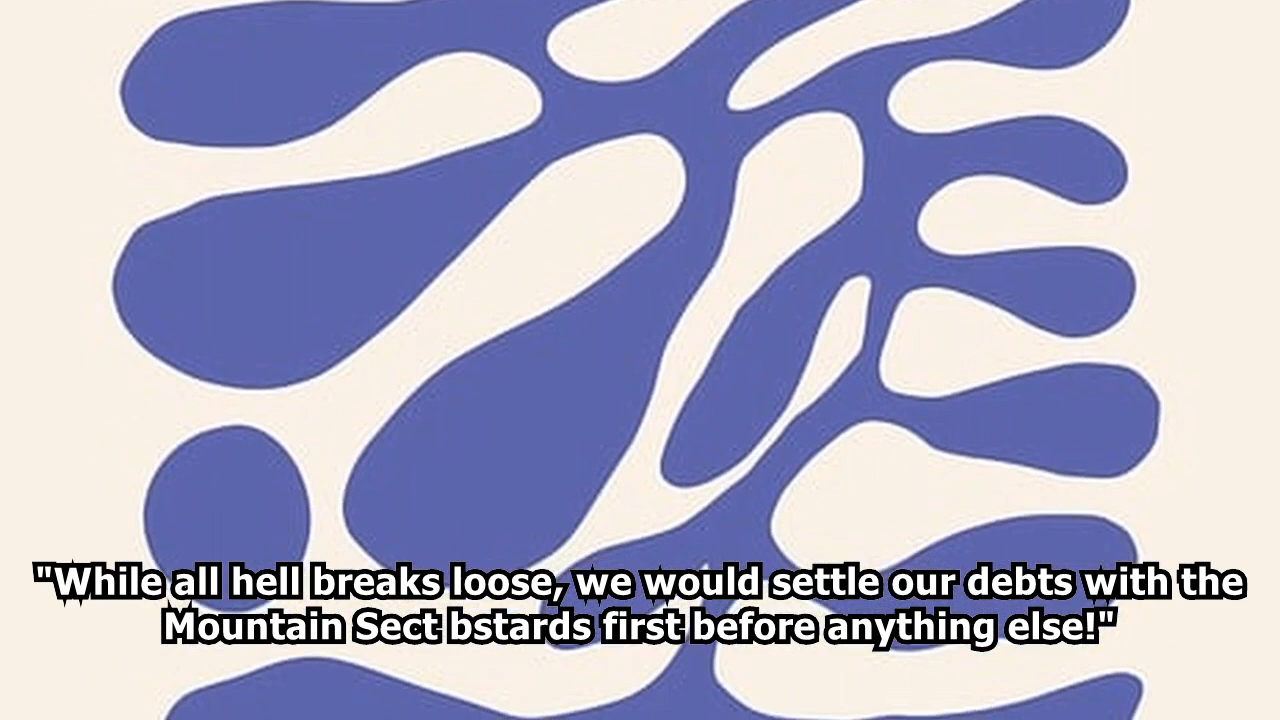 "While all hell breaks loose, we would settle our debts with the
Mountain Sect bstards first before anything else!"